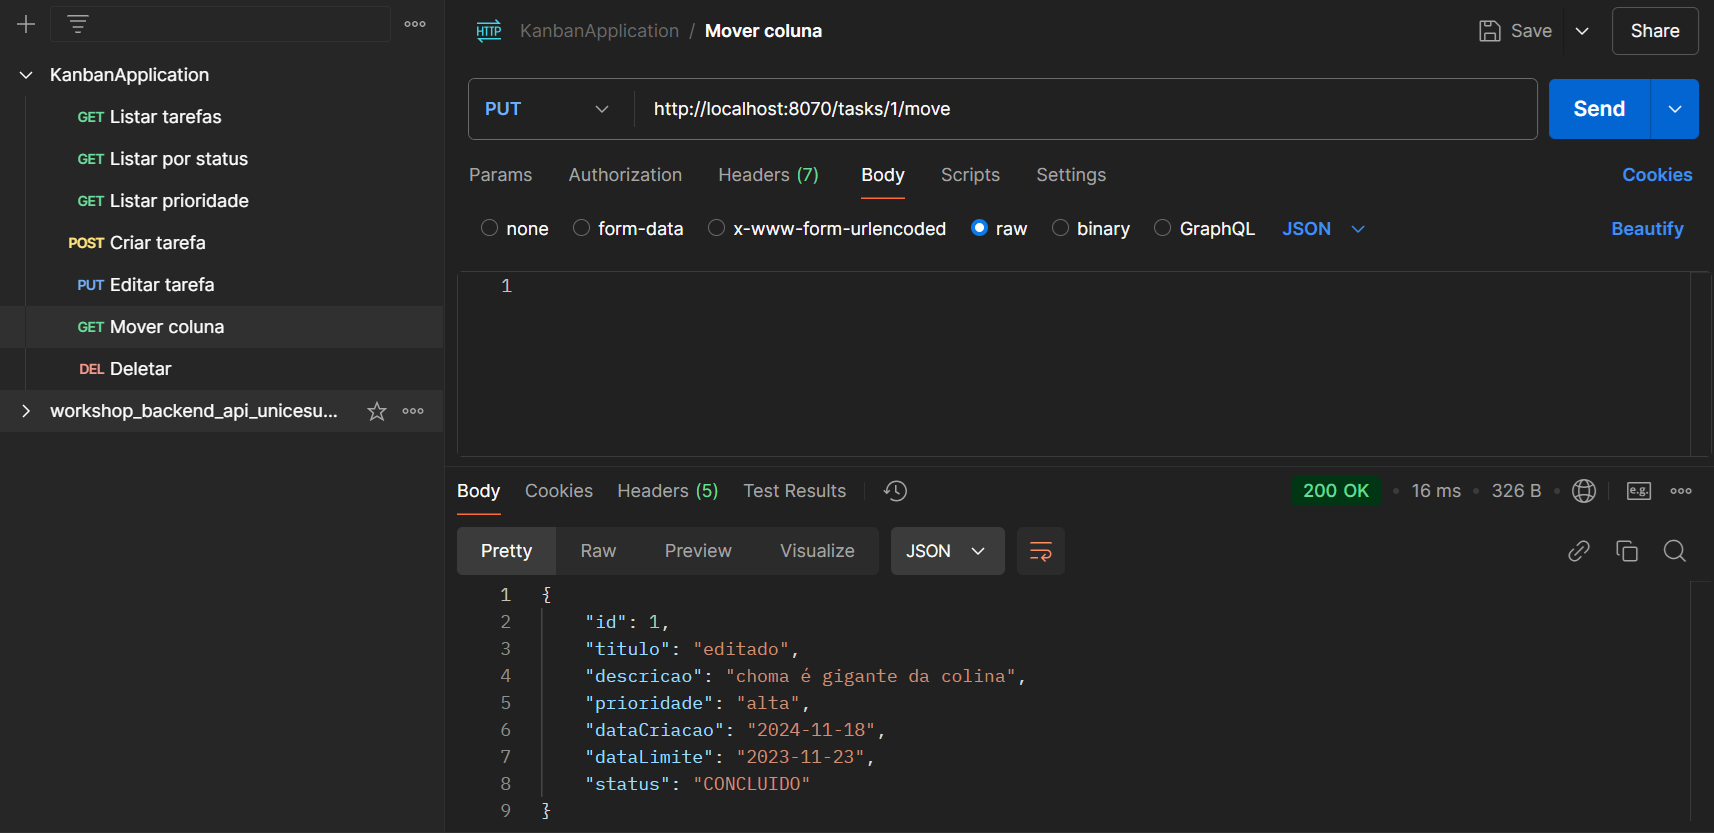 KanbanApplication
GET Listar tarefas
GET Listar por status
GET Listar prioridade
POST Criar tarefa
PUT Editar tarefa
GET Mover coluna
DEL Deletar
workshop_backend_api_unicesu...
HTTP KanbanApplication / Mover coluna
Save
Share
PUT http://localhost:8070/tasks/1/move
Send
Params Authorization Headers (7) Body Scripts Settings Cookies
none form-data x-www-form-urlencoded raw binary GraphQL JSON Beautify
1
Body Cookies Headers (5) Test Results 200 OK • 16 ms • 326 B • e.g.
Pretty Raw Preview Visualize JSON
1 {
2 "id": 1,
3 "titulo": "editado",
4 "descricao": "choma é gigante da colina",
5 "prioridade": "alta",
6 "dataCriacao": "2024-11-18",
7 "dataLimite": "2023-11-23",
8 "status": "CONCLUIDO"
9 }